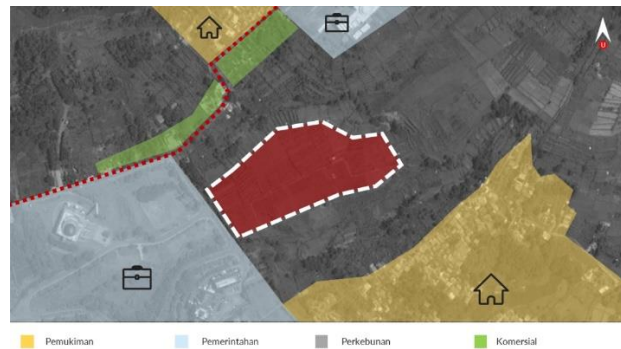 U
Pemukiman
Pemerintahan
Perkebunan
Komersial